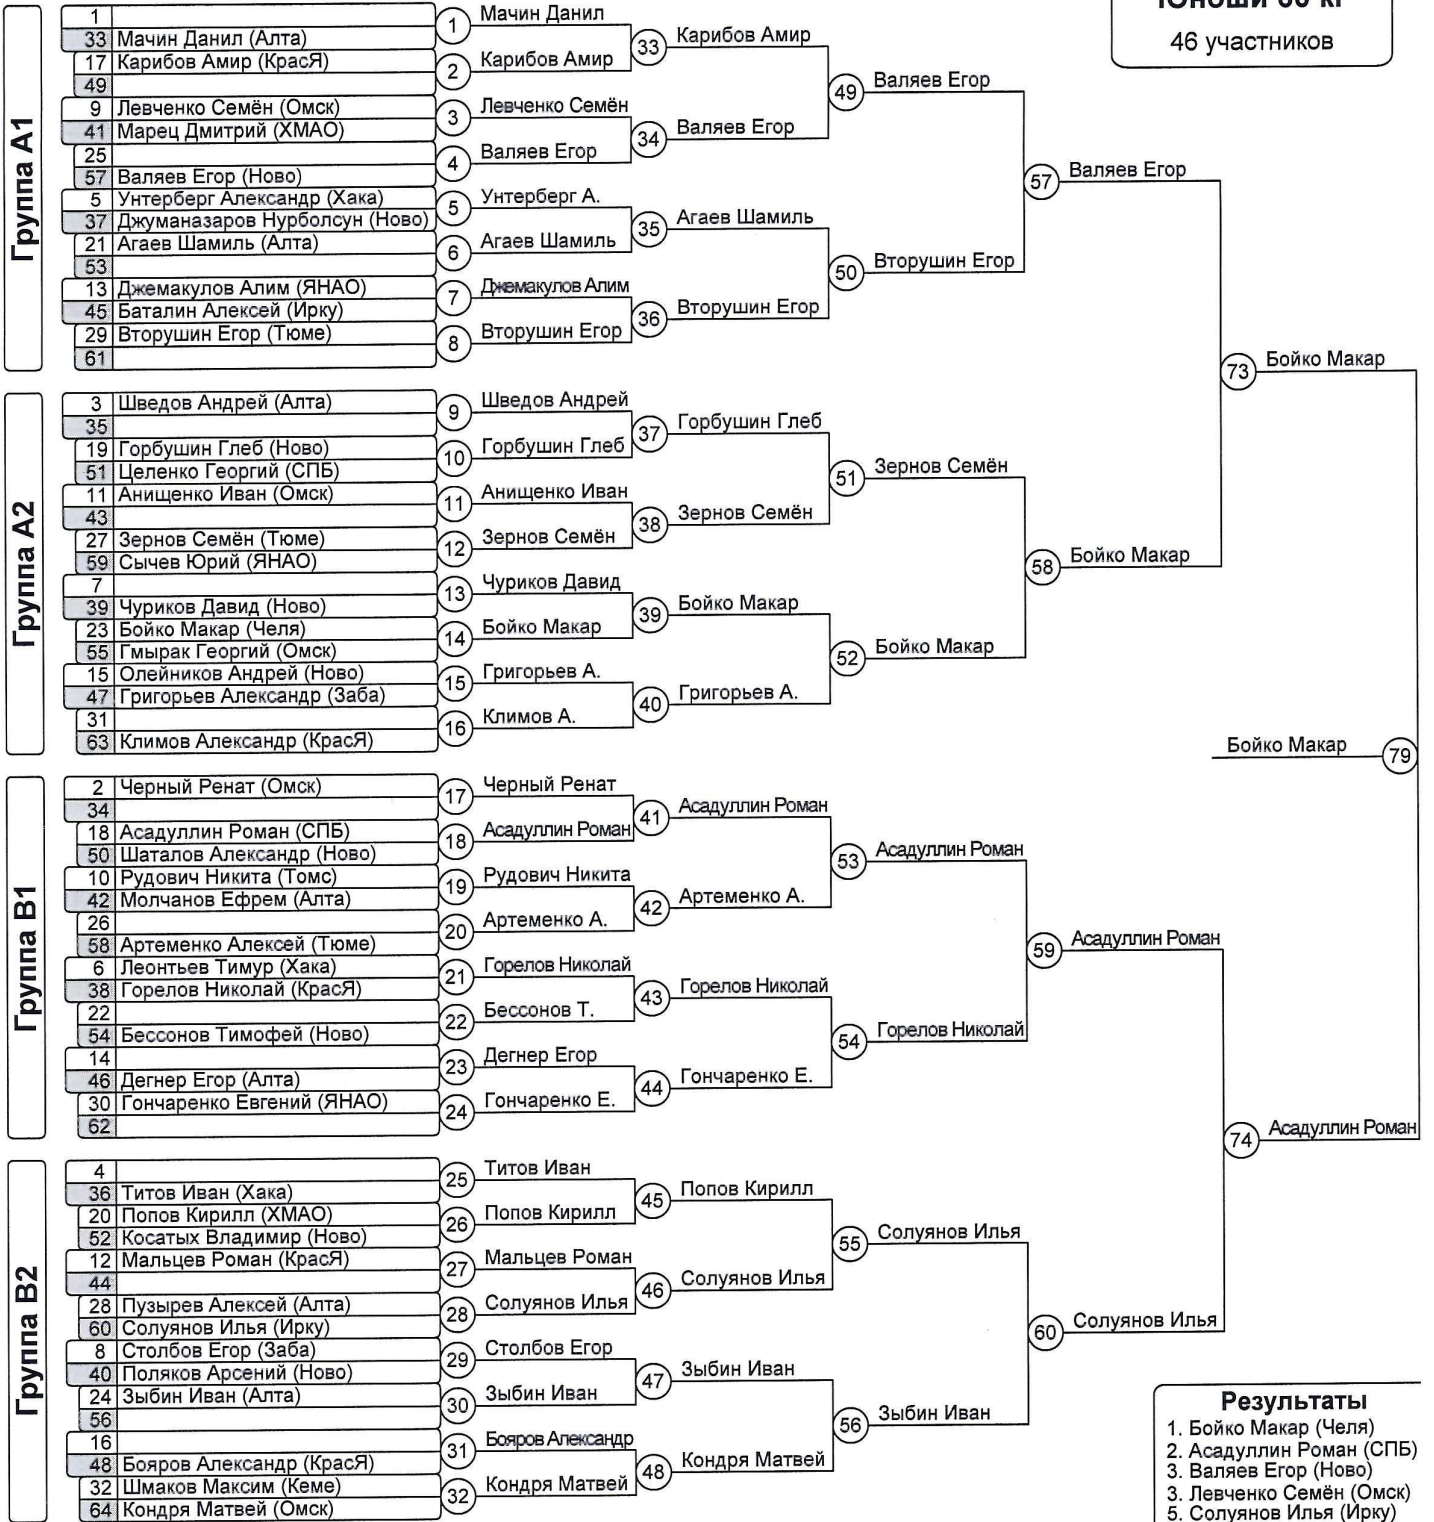 Юноши 66 кг
46 участников
Группа A1
1
33 Мачин Данил (Алта)
17 Карибов Амир (КрасЯ)
49
9 Левченко Семён (Омск)
41 Марец Дмитрий (ХМАО)
25
57 Валяев Егор (Ново)
5 Унтерберг Александр (Хака)
37 Джуманазаров Нурболсун (Ново)
21 Агаев Шамиль (Алта)
53
13 Джемакулов Алим (ЯНАО)
45 Баталин Алексей (Ирку)
29 Вторушин Егор (Тюме)
61
1 Мачин Данил
2 Карибов Амир
3 Левченко Семён
4 Валяев Егор
5 Унтерберг А.
6 Агаев Шамиль
7 Джемакулов Алим
8 Вторушин Егор
33 Карибов Амир
34 Валяев Егор
35 Агаев Шамиль
36 Вторушин Егор
49 Валяев Егор
50 Вторушин Егор
57 Валяев Егор
Группа A2
3 Шведов Андрей (Алта)
35
19 Горбушин Глеб (Ново)
51 Целенко Георгий (СПБ)
11 Анищенко Иван (Омск)
43
27 Зернов Семён (Тюме)
59 Сычев Юрий (ЯНАО)
7
39 Чуриков Давид (Ново)
23 Бойко Макар (Челя)
55 Гмырак Георгий (Омск)
15 Олейников Андрей (Ново)
47 Григорьев Александр (Заба)
31
63 Климов Александр (КрасЯ)
9 Шведов Андрей
10 Горбушин Глеб
11 Анищенко Иван
12 Зернов Семён
13 Чуриков Давид
14 Бойко Макар
15 Григорьев А.
16 Климов А.
37 Горбушин Глеб
38 Зернов Семён
39 Бойко Макар
40 Григорьев А.
51 Зернов Семён
52 Бойко Макар
58 Бойко Макар
73 Бойко Макар
Бойко Макар 79
Группа B1
2 Черный Ренат (Омск)
34
18 Асадуллин Роман (СПБ)
50 Шаталов Александр (Ново)
10 Рудович Никита (Томс)
42 Молчанов Ефрем (Алта)
26
58 Артеменко Алексей (Тюме)
6 Леонтьев Тимур (Хака)
38 Горелов Николай (КрасЯ)
22
54 Бессонов Тимофей (Ново)
14
46 Дегнер Егор (Алта)
30 Гончаренко Евгений (ЯНАО)
62
17 Черный Ренат
18 Асадуллин Роман
19 Рудович Никита
20 Артеменко А.
21 Горелов Николай
22 Бессонов Т.
23 Дегнер Егор
24 Гончаренко Е.
41 Асадуллин Роман
42 Артеменко А.
43 Горелов Николай
44 Гончаренко Е.
53 Асадуллин Роман
54 Горелов Николай
59 Асадуллин Роман
74 Асадуллин Роман
Группа B2
4
36 Титов Иван (Хака)
20 Попов Кирилл (ХМАО)
52 Косатых Владимир (Ново)
12 Мальцев Роман (КрасЯ)
44
28 Пузырев Алексей (Алта)
60 Солуянов Илья (Ирку)
8 Столбов Егор (Заба)
40 Поляков Арсений (Ново)
24 Зыбин Иван (Алта)
56
16
48 Бояров Александр (КрасЯ)
32 Шмаков Максим (Кеме)
64 Кондря Матвей (Омск)
25 Титов Иван
26 Попов Кирилл
27 Мальцев Роман
28 Солуянов Илья
29 Столбов Егор
30 Зыбин Иван
31 Бояров Александр
32 Кондря Матвей
45 Попов Кирилл
46 Солуянов Илья
47 Зыбин Иван
48 Кондря Матвей
55 Солуянов Илья
56 Зыбин Иван
60 Солуянов Илья
Результаты
1. Бойко Макар (Челя)
2. Асадуллин Роман (СПБ)
3. Валяев Егор (Ново)
3. Левченко Семён (Омск)
5. Солуянов Илья (Ирку)